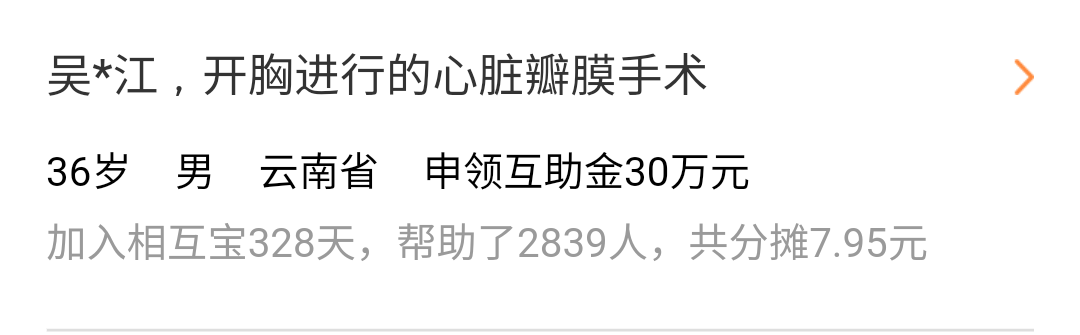 吴*江，开胸进行的心脏瓣膜手术
36岁 男 云南省 申领互助金30万元
加入相互宝328天，帮助了2839人，共分摊7.95元